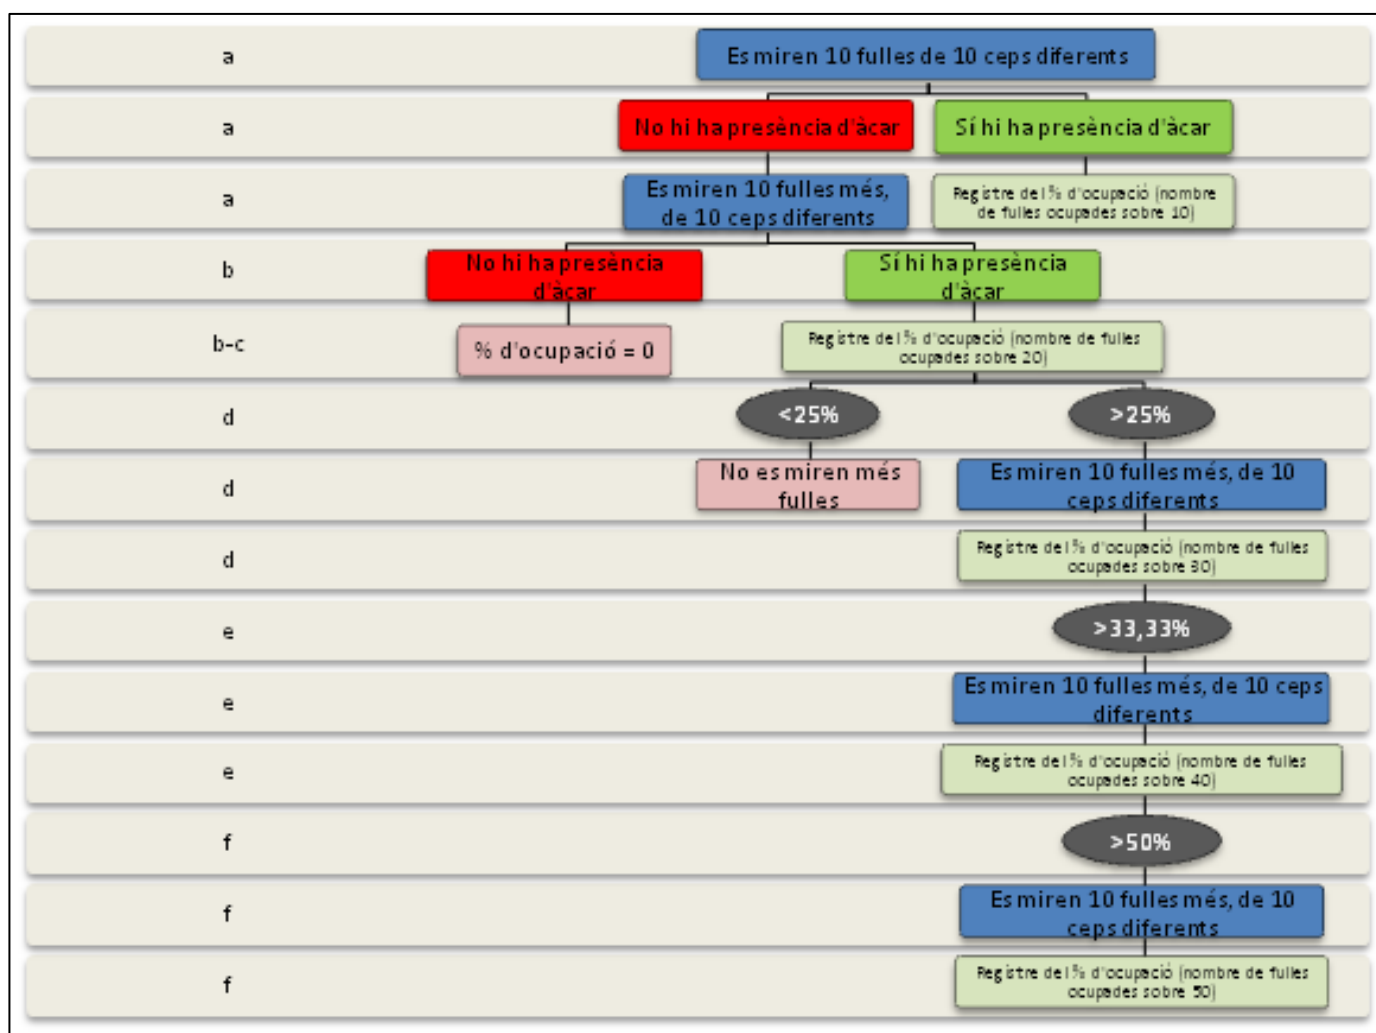 a
Es miren 10 fulles de 10 ceps diferents
a
No hi ha presència d'àcar
Sí hi ha presència d'àcar
a
Es miren 10 fulles més,
de 10 ceps diferents
Registre del % d'ocupació (nombre
de fulles ocupades sobre 10)
b
No hi ha presència
d'àcar
Sí hi ha presència
d'àcar
b-c
% d'ocupació = 0
Registre del % d'ocupació (nombre de fulles
ocupades sobre 20)
d
<25%
>25%
d
No es miren més
fulles
Es miren 10 fulles més, de 10
ceps diferents
d
Registre del % d'ocupació (nombre de fulles
ocupades sobre 30)
e
>33,33%
e
Es miren 10 fulles més, de 10 ceps
diferents
e
Registre del % d'ocupació (nombre de fulles
ocupades sobre 40)
f
>50%
f
Es miren 10 fulles més, de 10
ceps diferents
f
Registre del % d'ocupació (nombre de fulles
ocupades sobre 50)